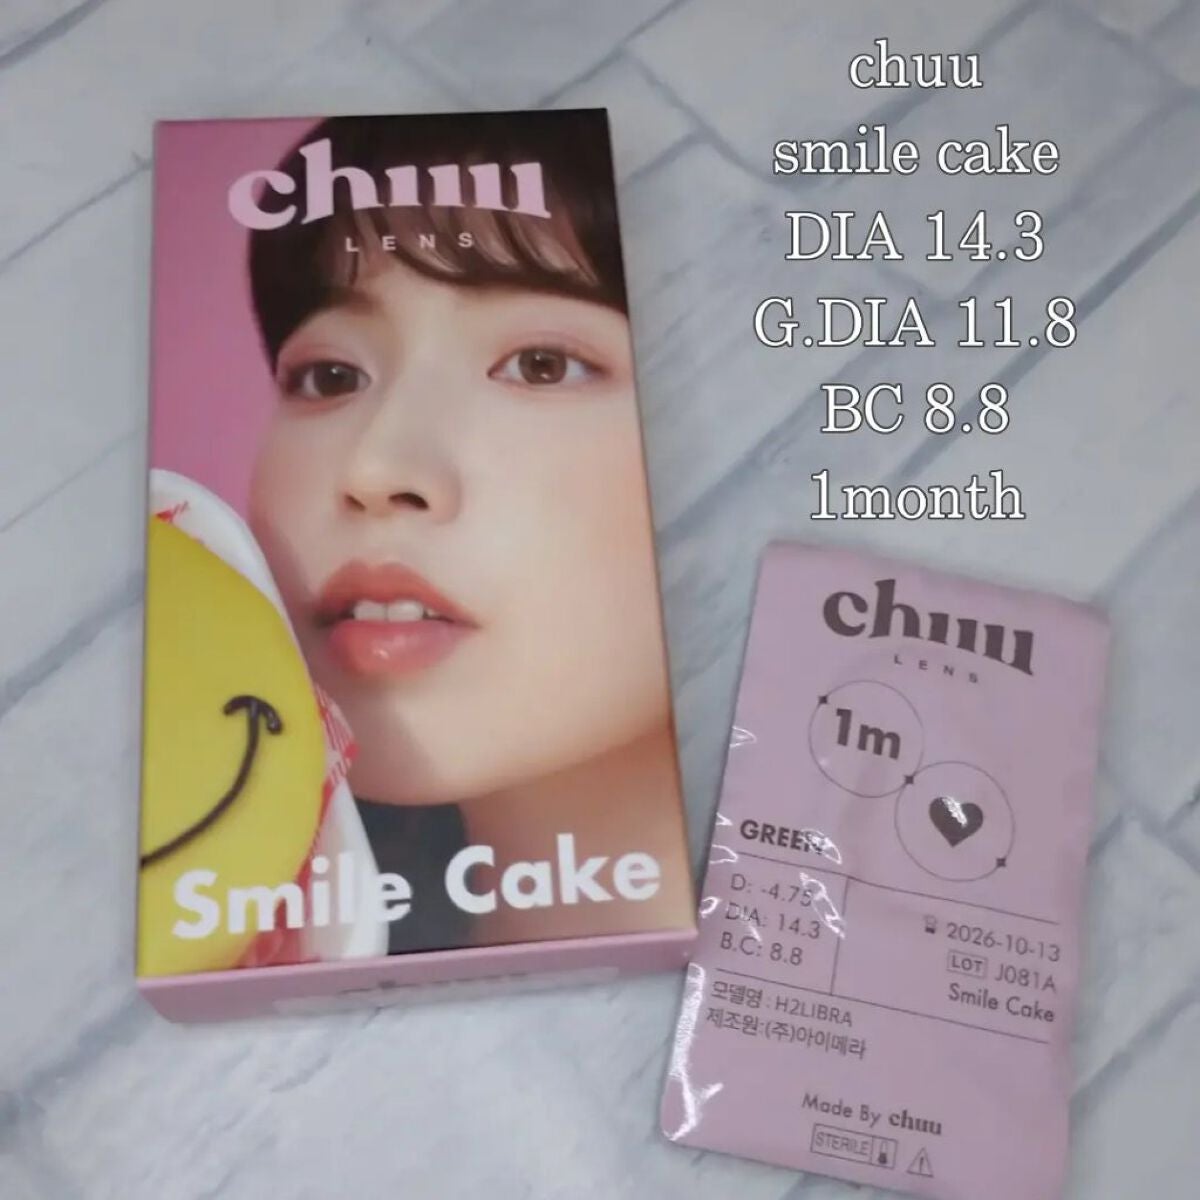 chuu
smile cake
DIA 14.3
G.DIA 11.8
BC 8.8
1month
chuu
LENS
Smile Cake
chuu
LENS
1m
GREEN
D: -4.75
DIA: 14.3
B.C: 8.8
2026-10-13
LOT J081A
Smile Cake
모델명 : H2LIBRA
제조원:(주)아이메라
Made By chuu
STERILE